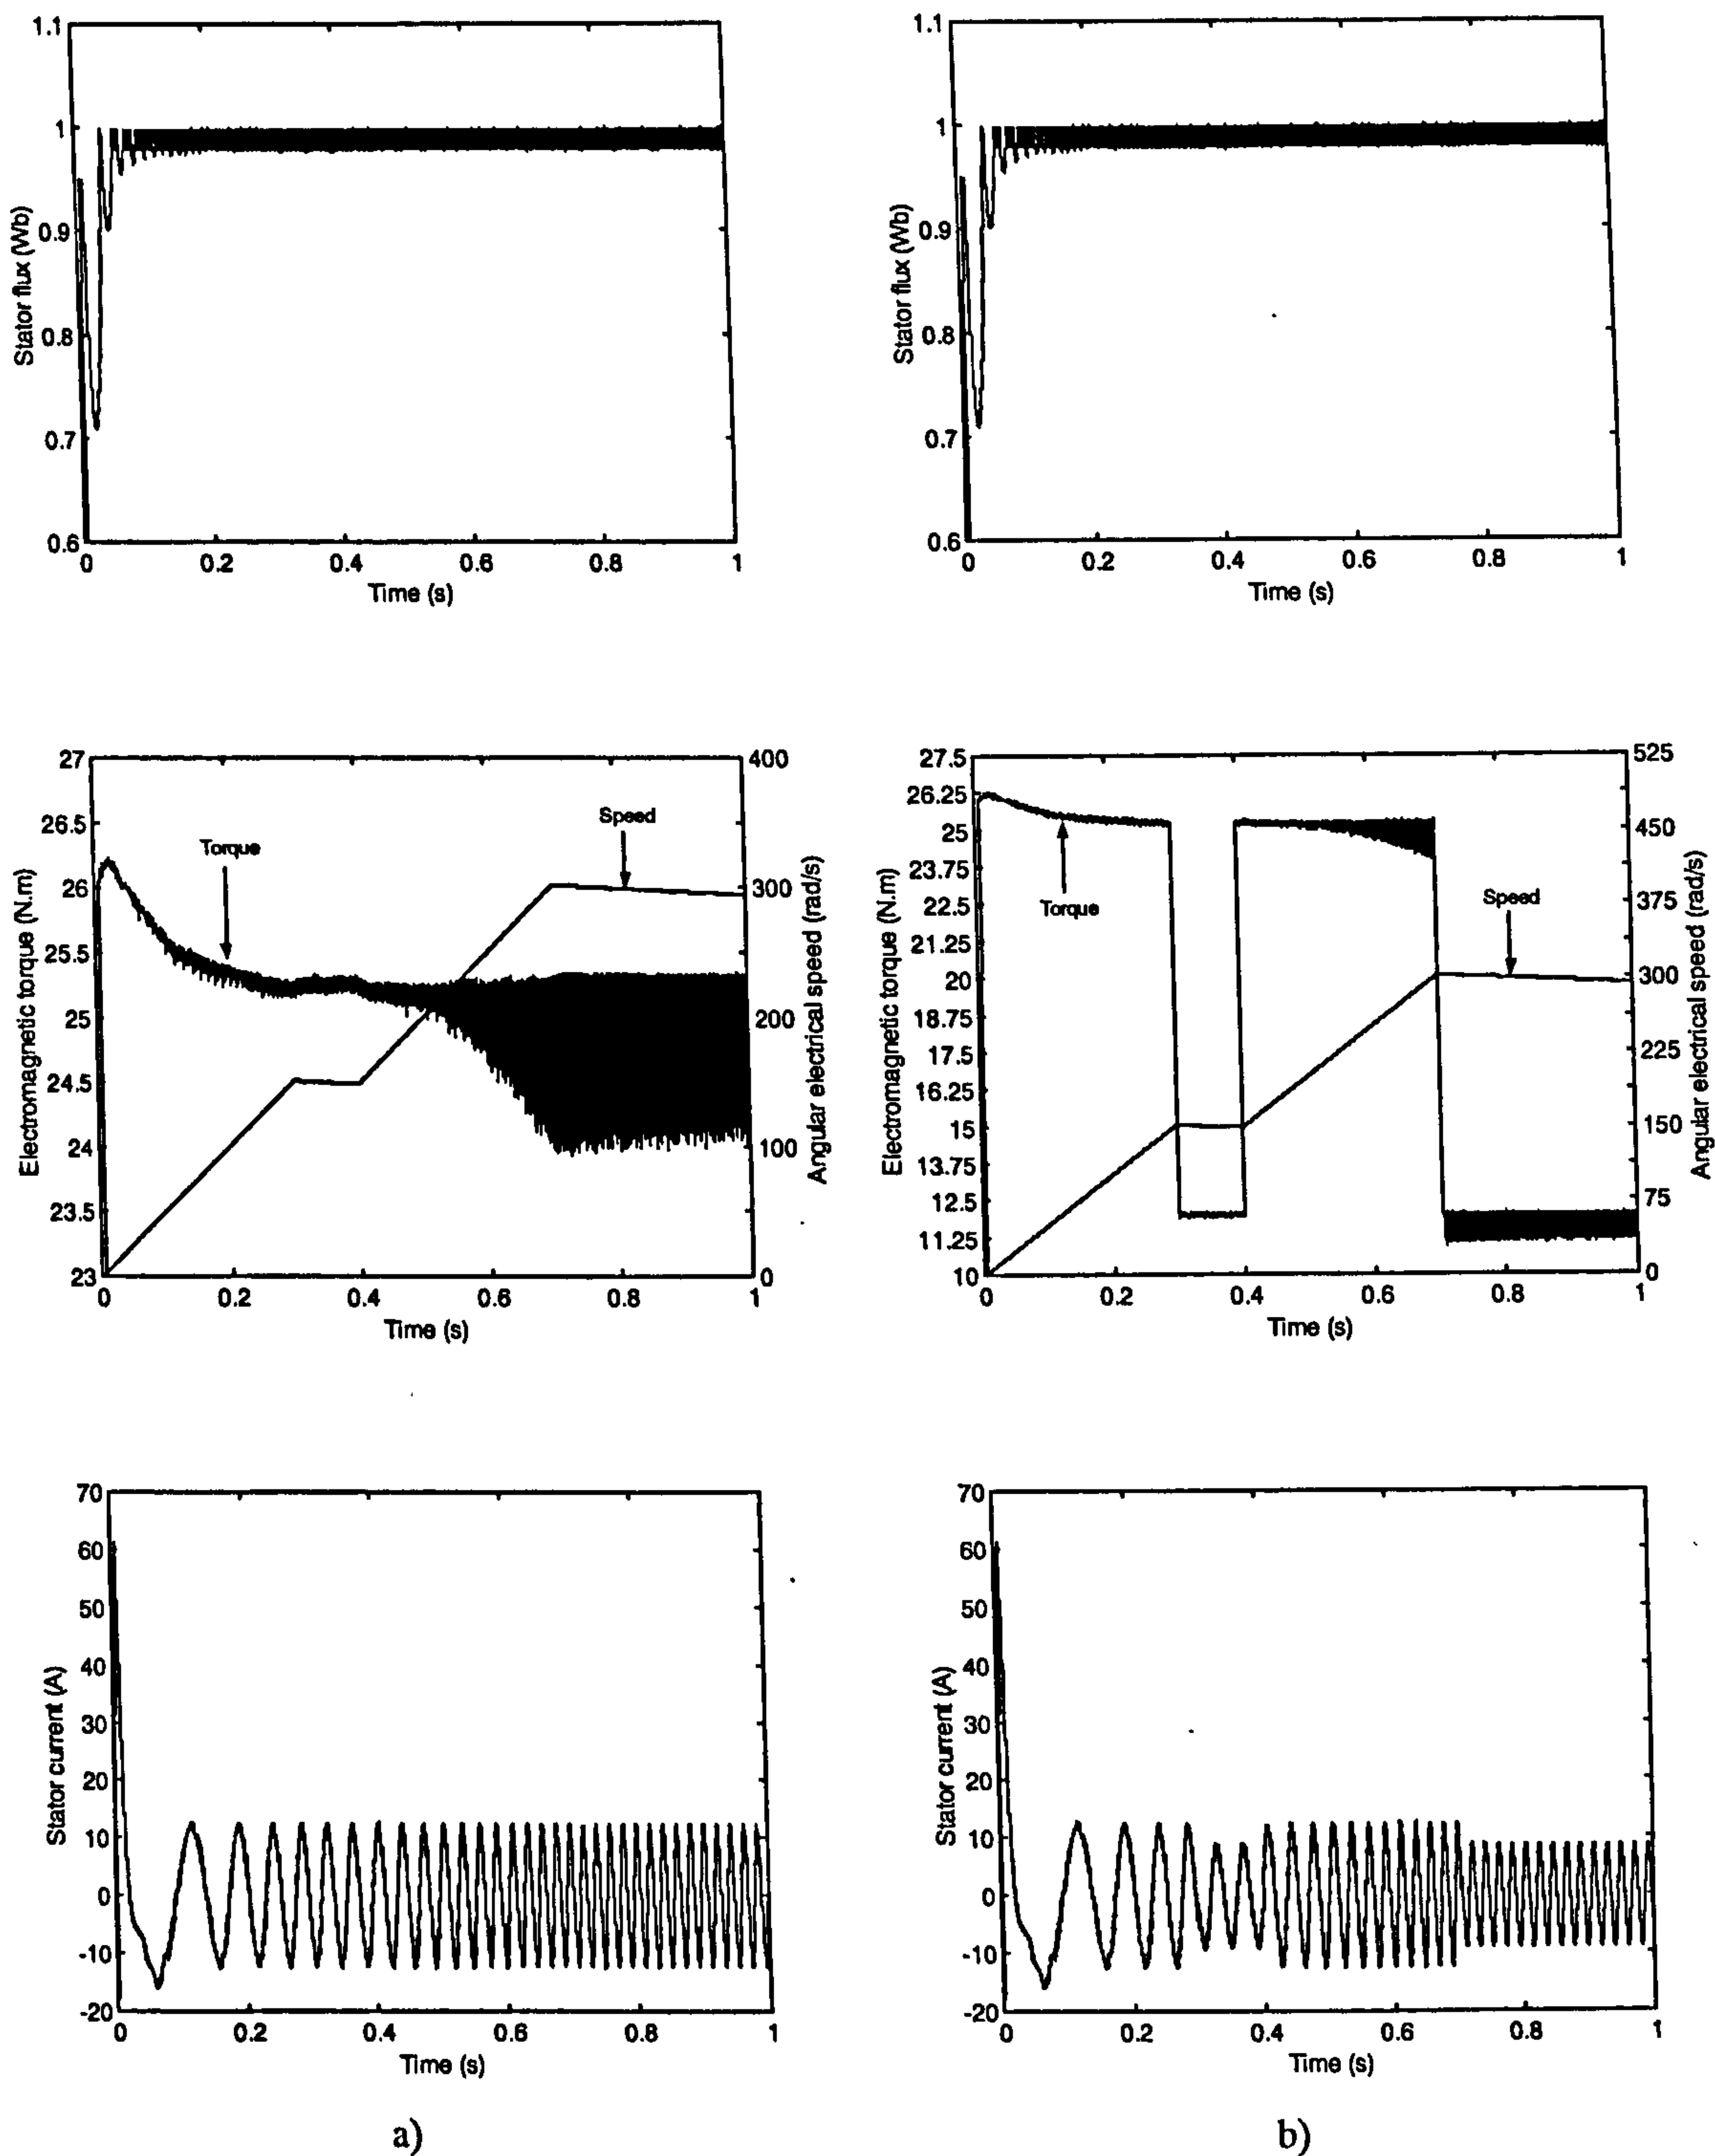 1.1
1
0.9
0.8
0.7
0.6
Stator flux (Wb)
0 0.2 0.4 0.6 0.8 1
Time (s)
1.1
1
0.9
0.8
0.7
0.6
Stator flux (Wb)
0 0.2 0.4 0.6 0.8 1
Time (s)
27
26.5
26
25.5
25
24.5
24
23.5
23
Electromagnetic torque (N.m)
Torque
Speed
400
300
200
100
0
Angular electrical speed (rad/s)
0 0.2 0.4 0.6 0.8 1
Time (s)
27.5
26.25
25
23.75
22.5
21.25
20
18.75
17.5
16.25
15
13.75
12.5
11.25
10
Electromagnetic torque (N.m)
Torque
Speed
525
450
375
300
225
150
75
0
Angular electrical speed (rad/s)
0 0.2 0.4 0.6 0.8 1
Time (s)
70
60
50
40
30
20
10
0
-10
-20
Stator current (A)
0 0.2 0.4 0.6 0.8 1
Time (s)
70
60
50
40
30
20
10
0
-10
-20
Stator current (A)
0 0.2 0.4 0.6 0.8 1
Time (s)
a)
b)